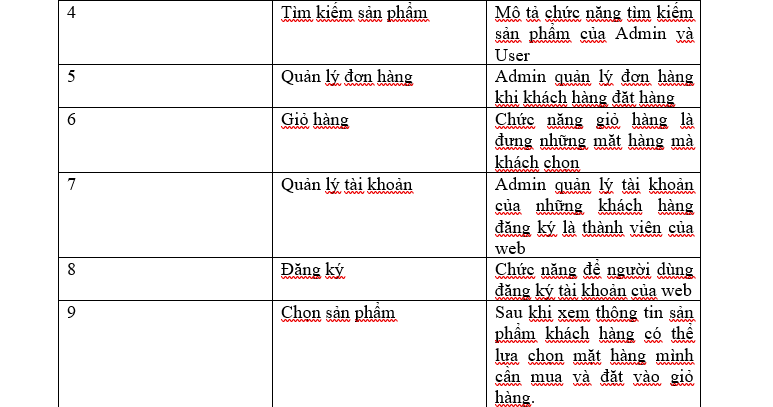 4 Tìm kiếm sản phẩm Mô tả chức năng tìm kiếm
sản phẩm của Admin và
User
5 Quản lý đơn hàng Admin quản lý đơn hàng
khi khách hàng đặt hàng
6 Giỏ hàng Chức năng giỏ hàng là
đựng những mặt hàng mà
khách chọn
7 Quản lý tài khoản Admin quản lý tài khoản
của những khách hàng
đăng ký là thành viên của
web
8 Đăng ký Chức năng để người dùng
đăng ký tài khoản của web
9 Chọn sản phẩm Sau khi xem thông tin sản
phẩm khách hàng có thể
lựa chọn mặt hàng mình
cần mua và đặt vào giỏ
hàng.